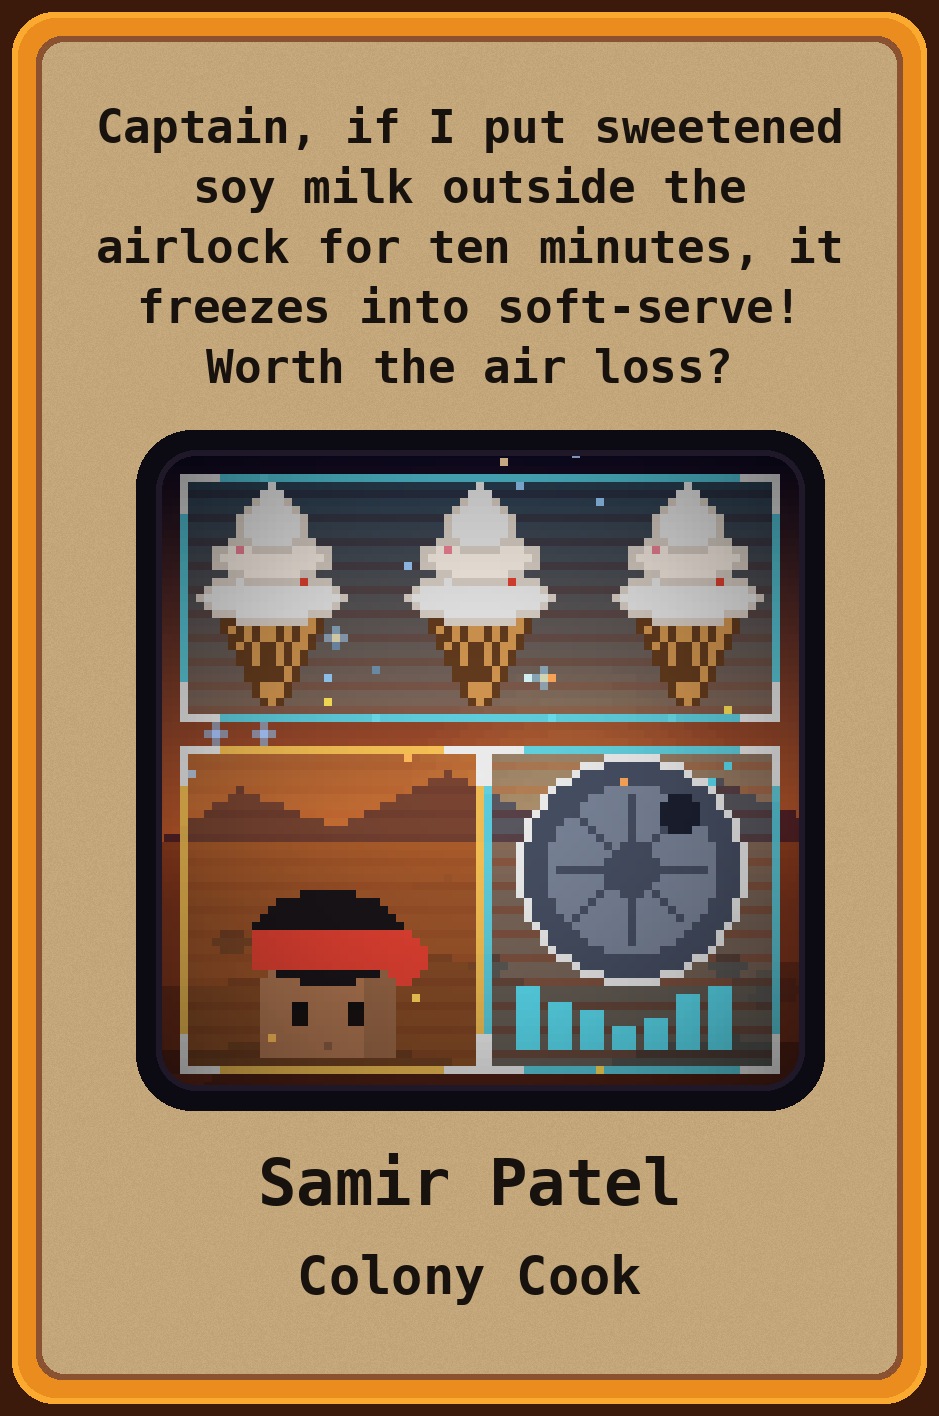 Captain, if I put sweetened
soy milk outside the
airlock for ten minutes, it
freezes into soft-serve!
Worth the air loss?
Samir Patel
Colony Cook